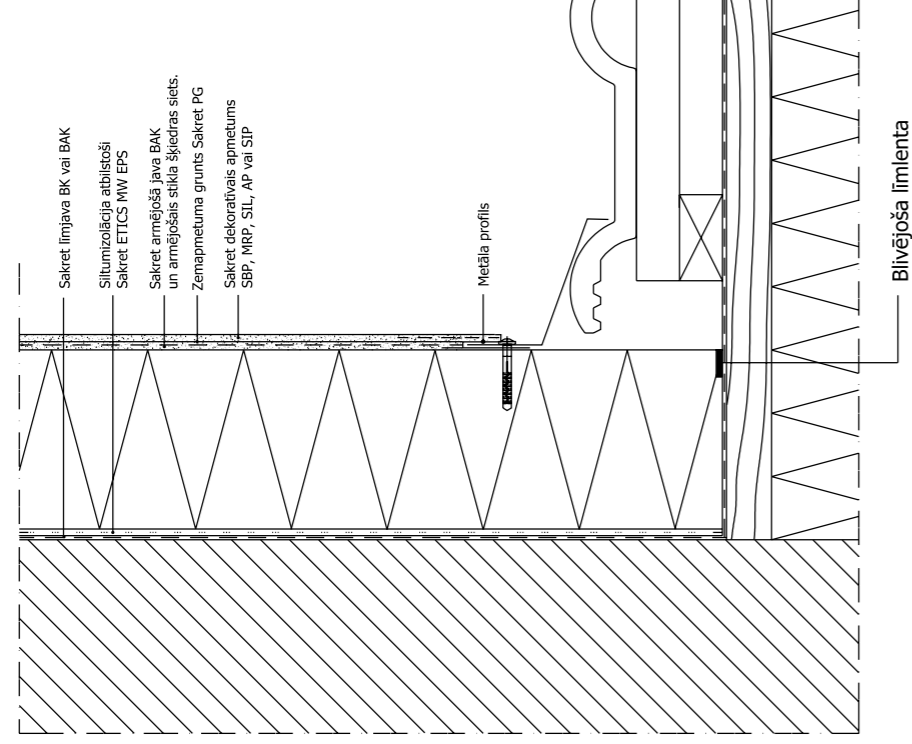 Sakret līmjava BK vai BAK
Siltumizolācija atbilstoši
Sakret ETICS MW EPS
Sakret armējošā java BAK
un armējošais stikla šķiedras siets.
Zemapmetuma grunts Sakret PG
Sakret dekoratīvais apmetums
SBP, MRP, SIL, AP vai SIP
Metāla profils
Blīvējoša līmlenta